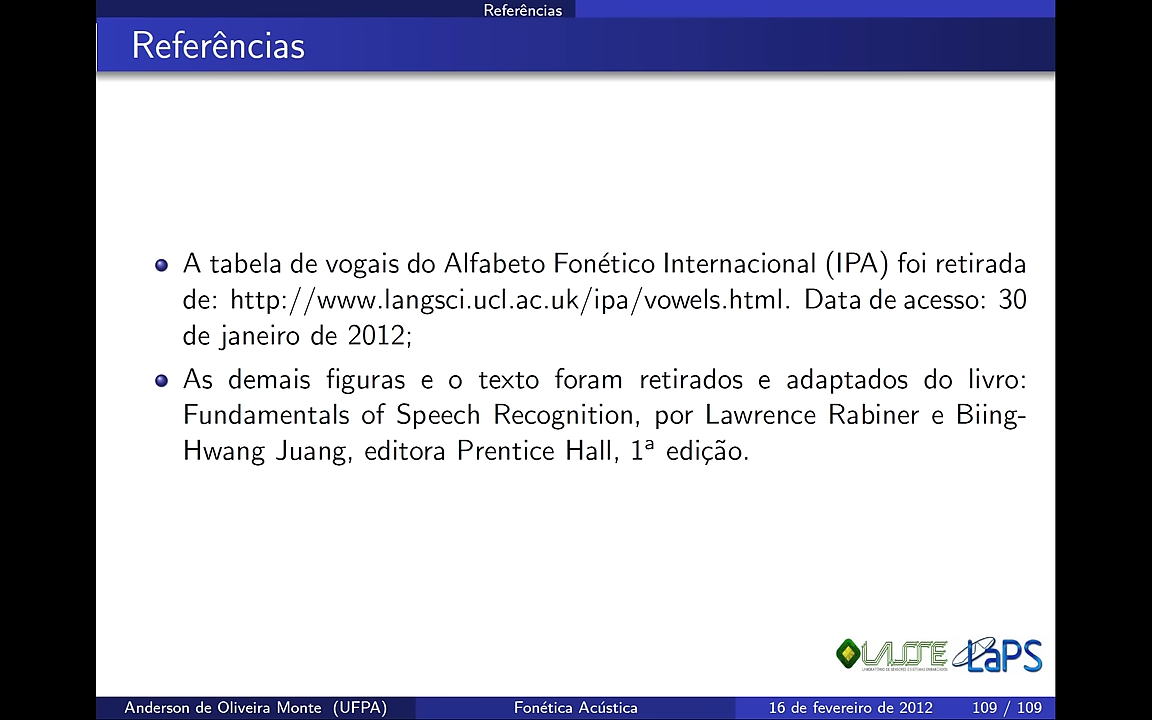 Referências
Referências
A tabela de vogais do Alfabeto Fonético Internacional (IPA) foi retirada
de: http://www.langsci.ucl.ac.uk/ipa/vowels.html. Data de acesso: 30
de janeiro de 2012;
As demais figuras e o texto foram retirados e adaptados do livro:
Fundamentals of Speech Recognition, por Lawrence Rabiner e Biing-
Hwang Juang, editora Prentice Hall, 1ª edição.
LASSE LaPS
Anderson de Oliveira Monte (UFPA) Fonética Acústica 16 de fevereiro de 2012 109 / 109